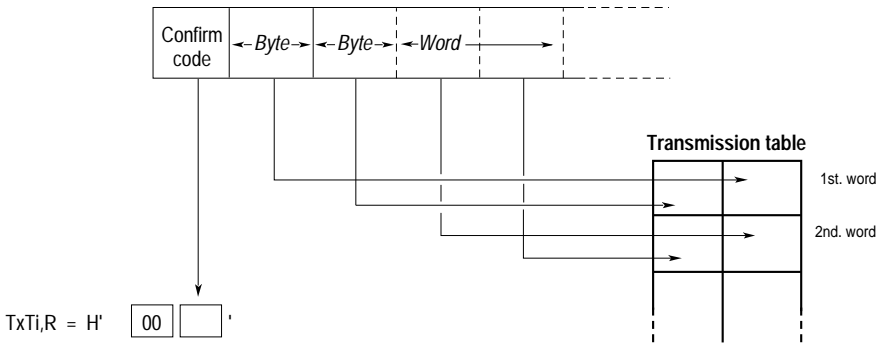 Confirm
code
Byte
Byte
Word
Transmission table
1st. word
2nd. word
TxTi,R = H' 00 '